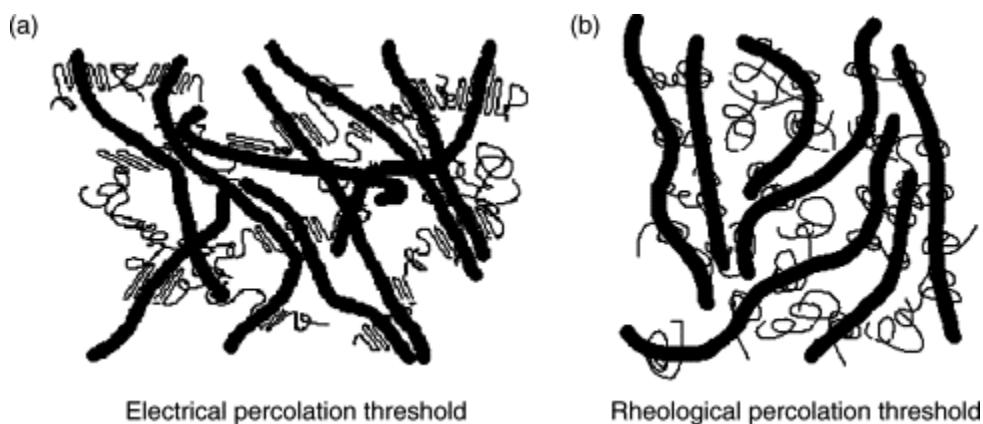 (a)
(b)
Electrical percolation threshold
Rheological percolation threshold